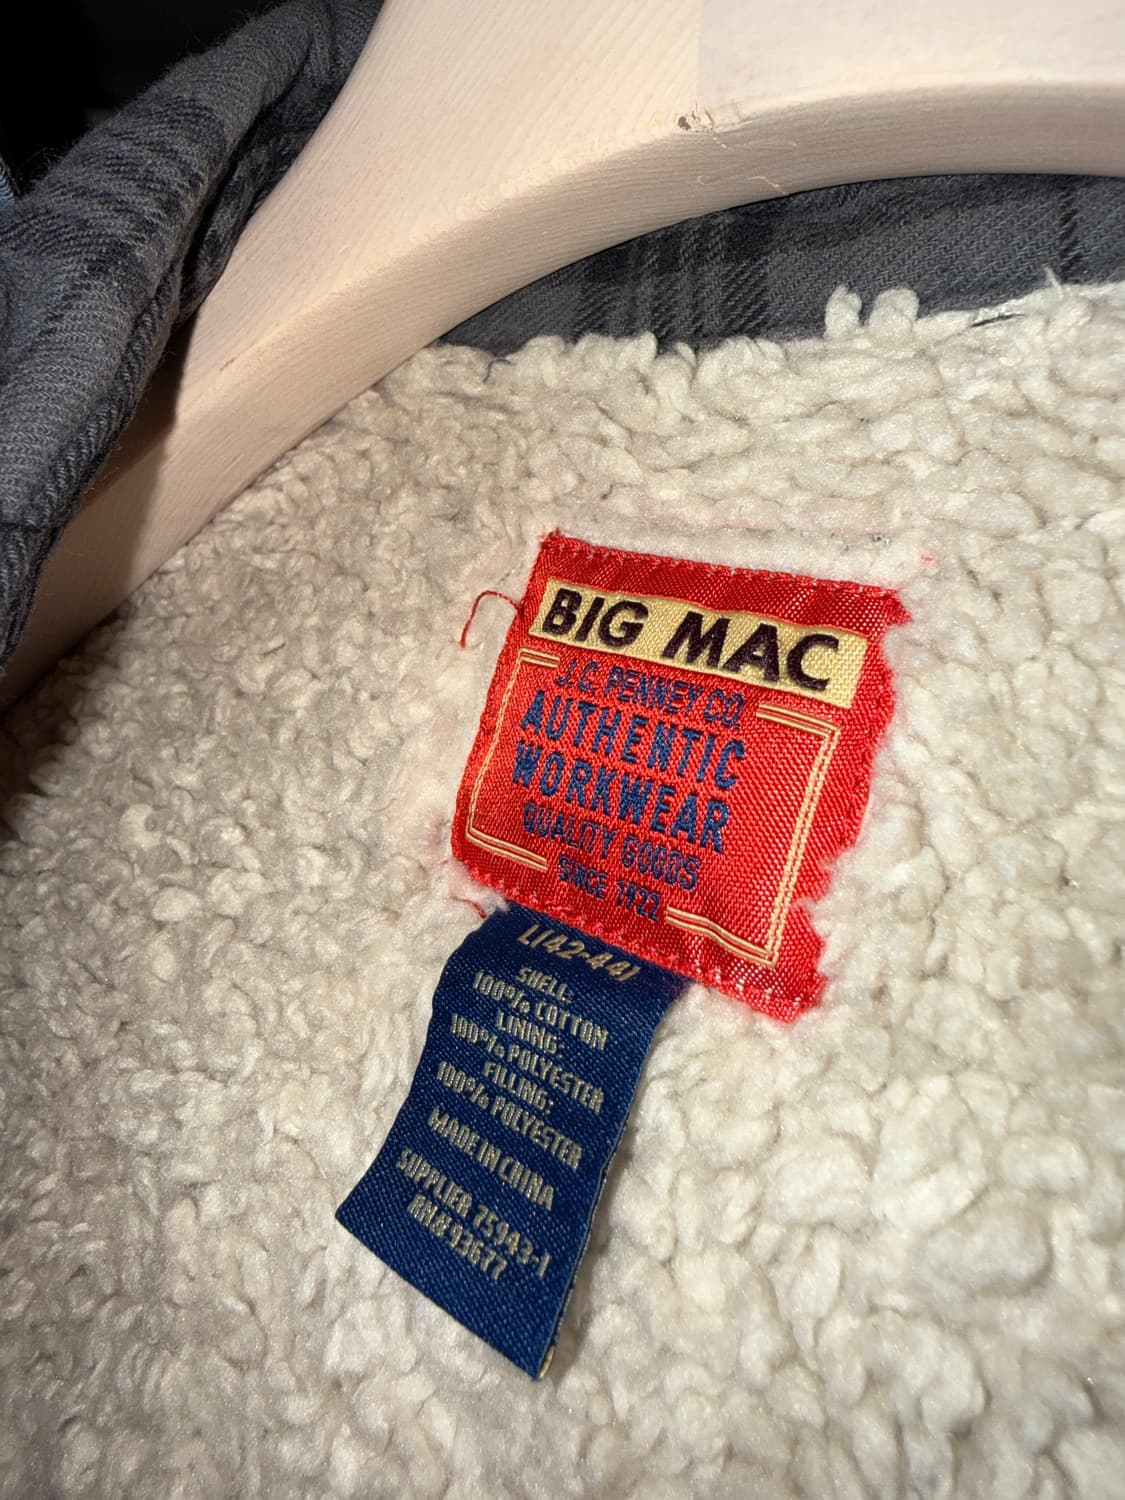 BIG MAC
J.C. PENNEY CO.
AUTHENTIC
WORKWEAR
QUALITY GOODS
SINCE 1922
L(42-44)
SHELL:
100% COTTON
LINING:
100% POLYESTER
FILLING:
100% POLYESTER
MADE IN CHINA
SUPPLIER 75943-1
RN# 93677